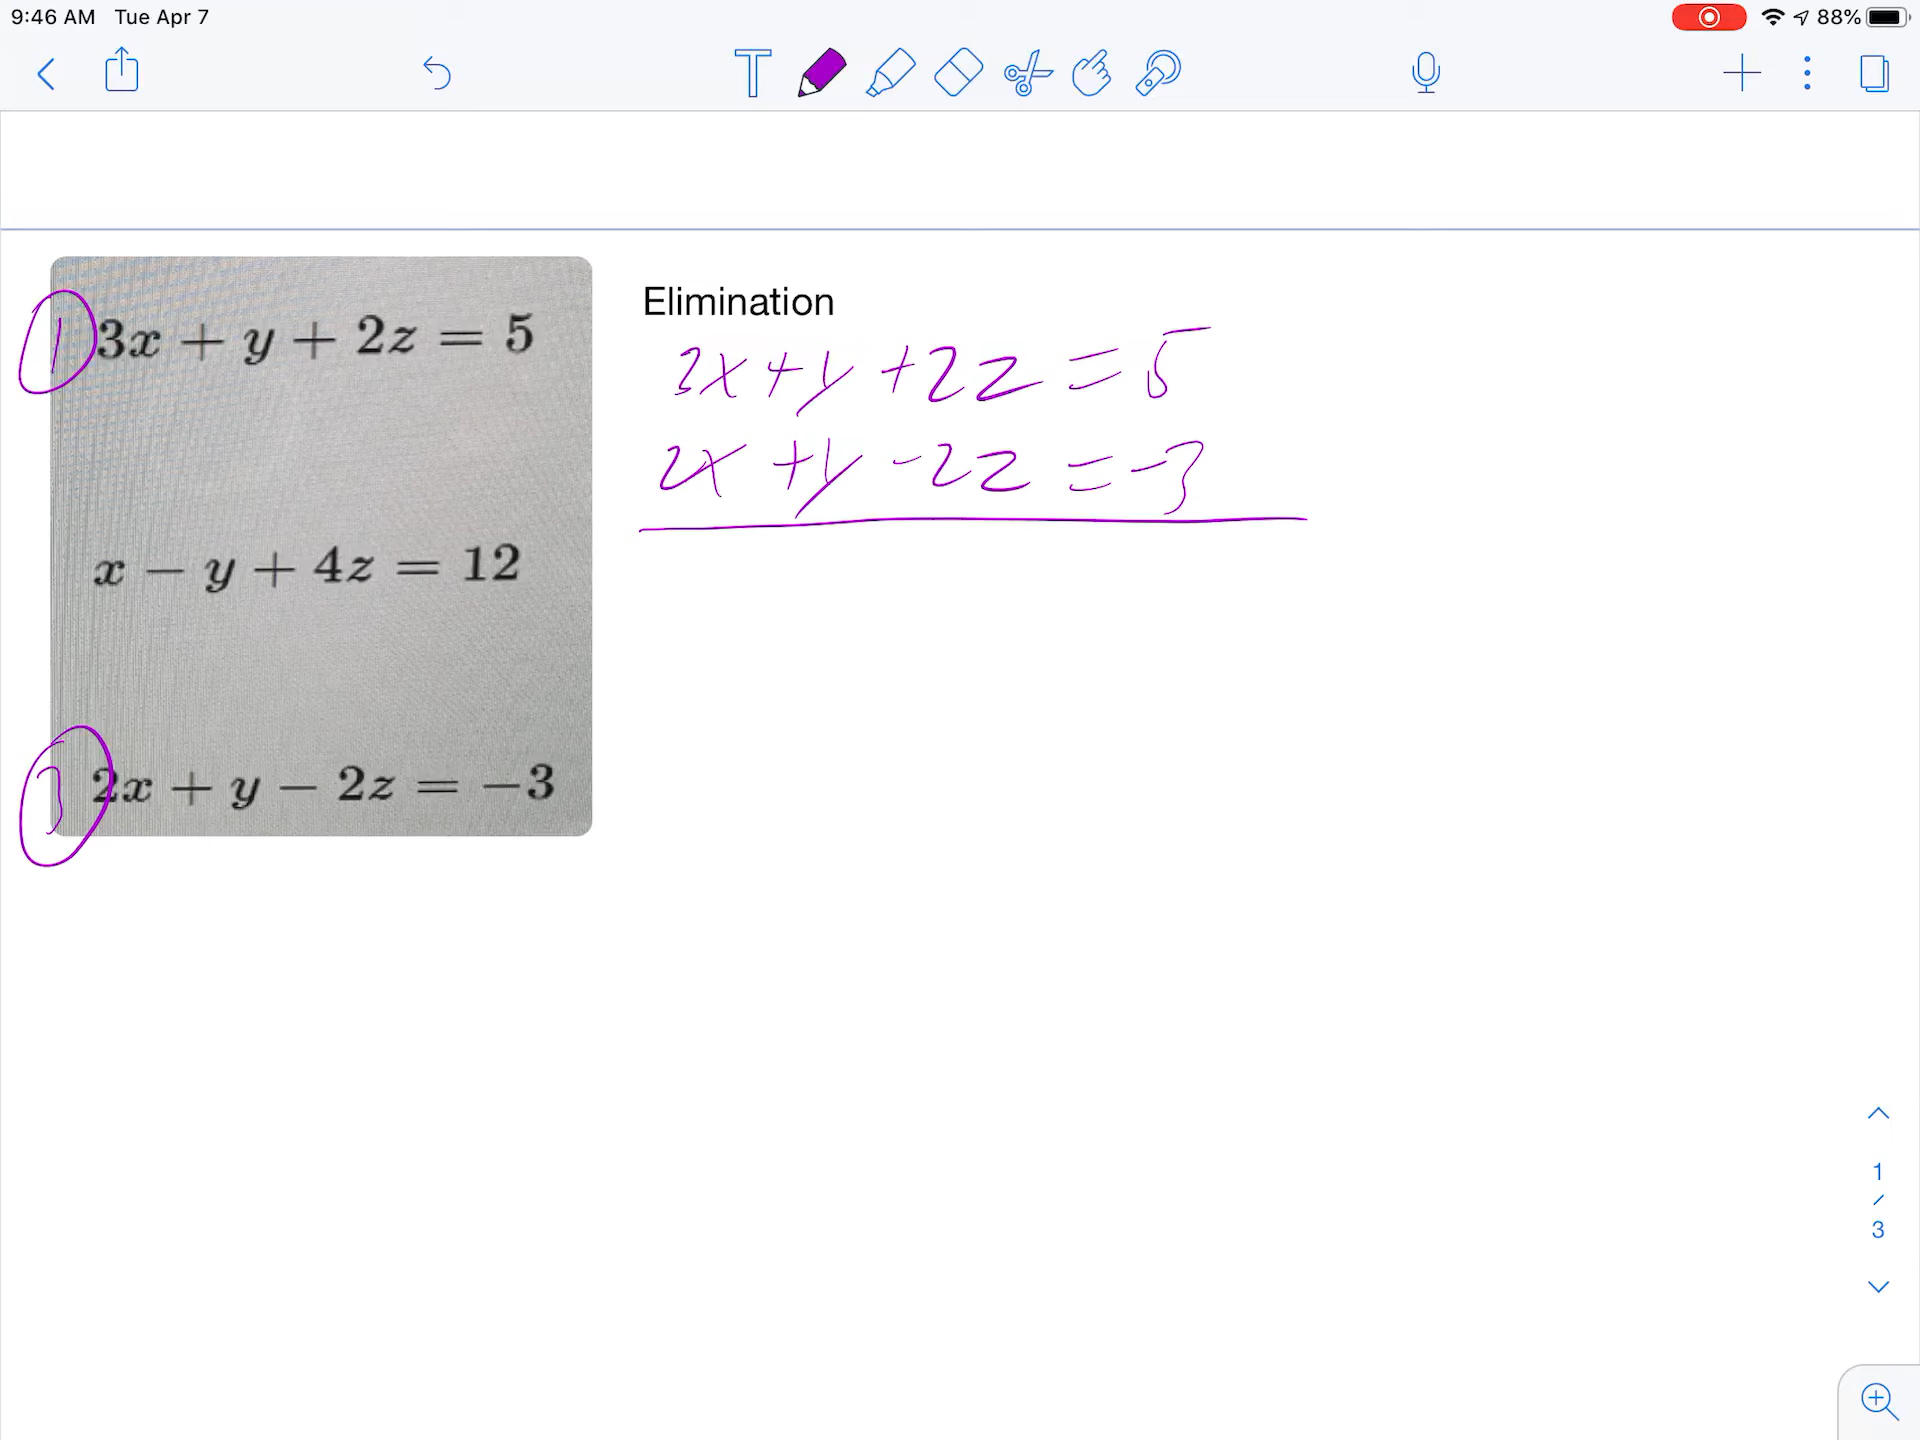 9:46 AM Tue Apr 7 88%
T
1 3x + y + 2z = 5
x − y + 4z = 12
3 2x + y − 2z = −3
Elimination
3x + y + 2z = 5
2x + y - 2z = -3
1
/
3